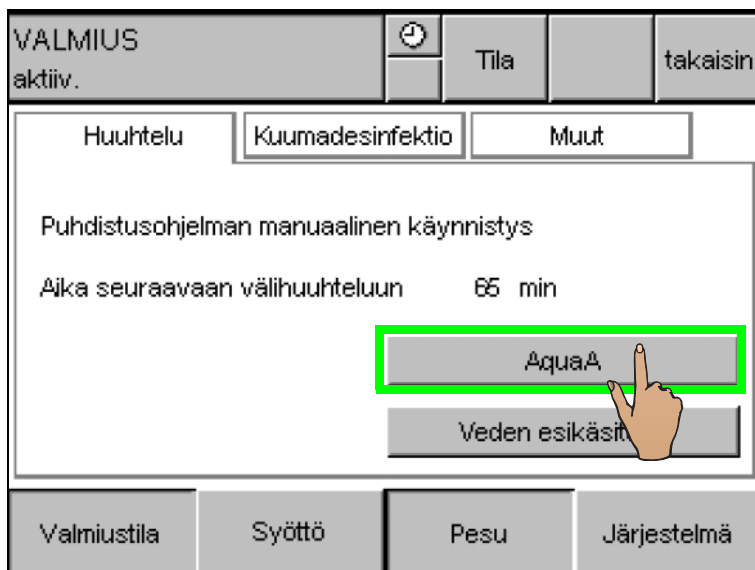 VALMIUS
aktiiv.
Tila
takaisin
Huuhtelu
Kuumadesinfektio
Muut
Puhdistusohjelman manuaalinen käynnistys
Aika seuraavaan välihuuhteluun 65 min
AquaA
Veden
Valmiustila
Syöttö
Pesu
Järjestelmä